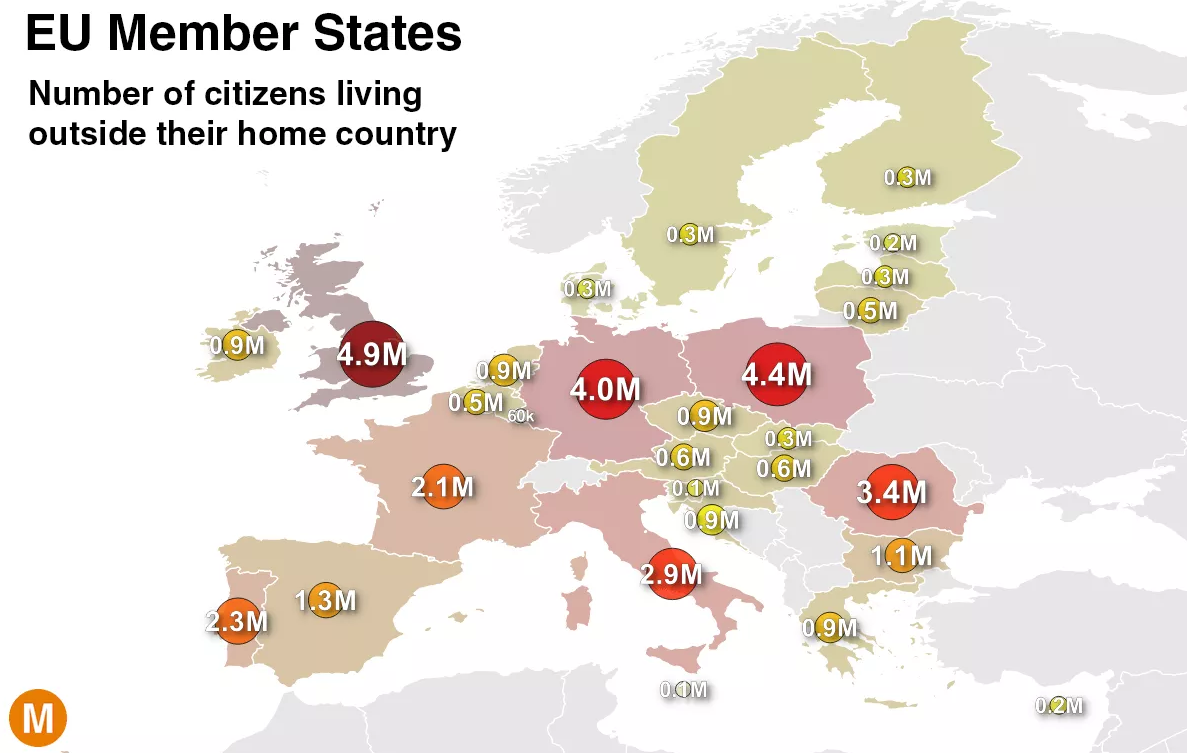 EU Member States
Number of citizens living
outside their home country
0.3M
0.3M
0.2M
0.3M
0.3M
0.5M
0.9M
4.9M
0.9M
4.0M
4.4M
0.5M
60k
0.9M
0.3M
0.6M
0.6M
2.1M
0.1M
3.4M
0.9M
1.1M
2.9M
1.3M
2.3M
0.9M
0.1M
0.2M
M